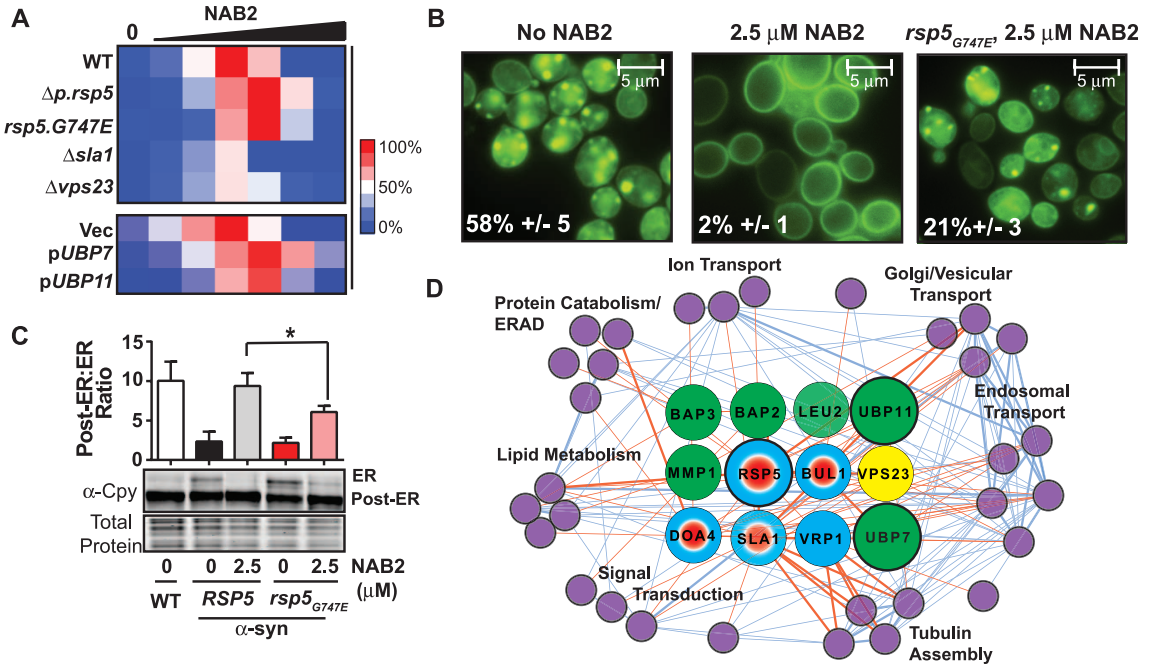 A
NAB2
0
WT
Δp.rsp5
rsp5.G747E
Δsla1
Δvps23
Vec
pUBP7
pUBP11
100%
50%
0%
B
No NAB2
2.5 μM NAB2
rsp5G747E, 2.5 μM NAB2
5 μm
5 μm
5 μm
58% +/- 5
2% +/- 1
21%+/- 3
C
Post-ER:ER
Ratio
15
10
5
0
*
α-Cpy
ER
Post-ER
Total
Protein
0 0 2.5 0 2.5 NAB2
(μM)
WT RSP5 rsp5G747E
α-syn
D
Ion Transport
Golgi/Vesicular
Transport
Protein Catabolism/
ERAD
Endosomal
Transport
Lipid Metabolism
BAP3 BAP2 LEU2 UBP11
MMP1 RSP5 BUL1 VPS23
DOA4 SLA1 VRP1 UBP7
Signal
Transduction
Tubulin
Assembly